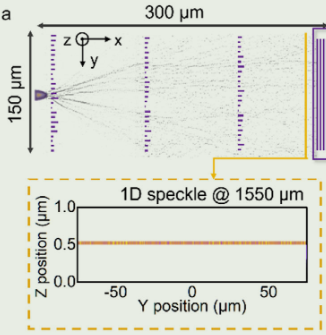 a
300 μm
150 μm
z
x
y
1D speckle @ 1550 μm
Z position (μm)
1.0
0.5
0.0
-50
0
50
Y position (μm)